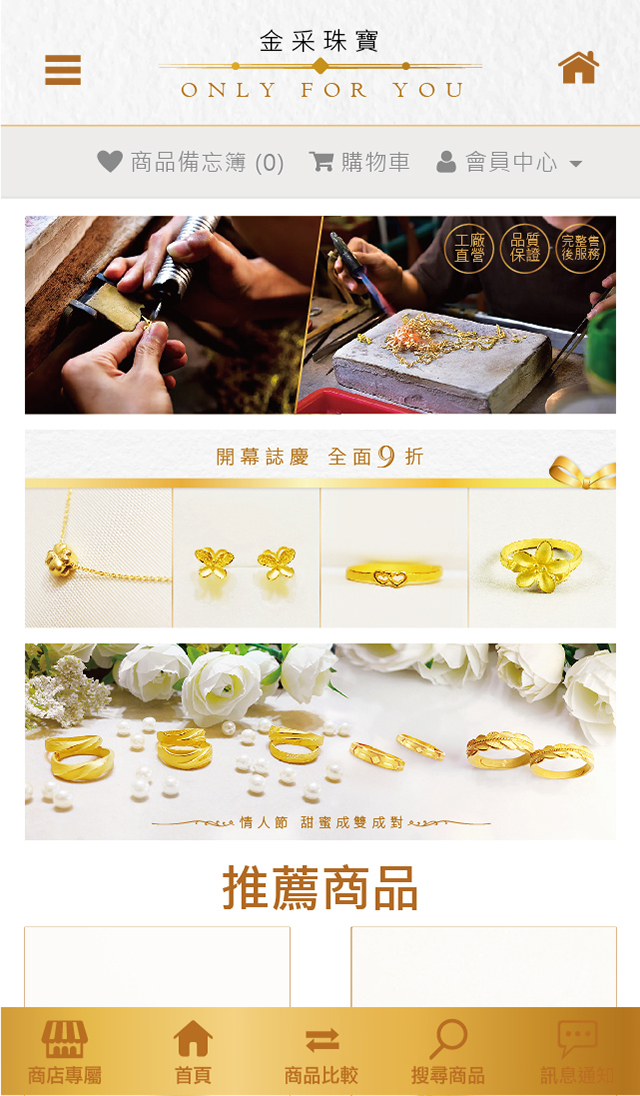 金采珠寶
ONLY FOR YOU
商品備忘簿 (0) 購物車 會員中心
工廠直營 品質保證 完整售後服務
開幕誌慶 全面9折
情人節 甜蜜成雙成對
推薦商品
商店專屬 首頁 商品比較 搜尋商品 訊息通知